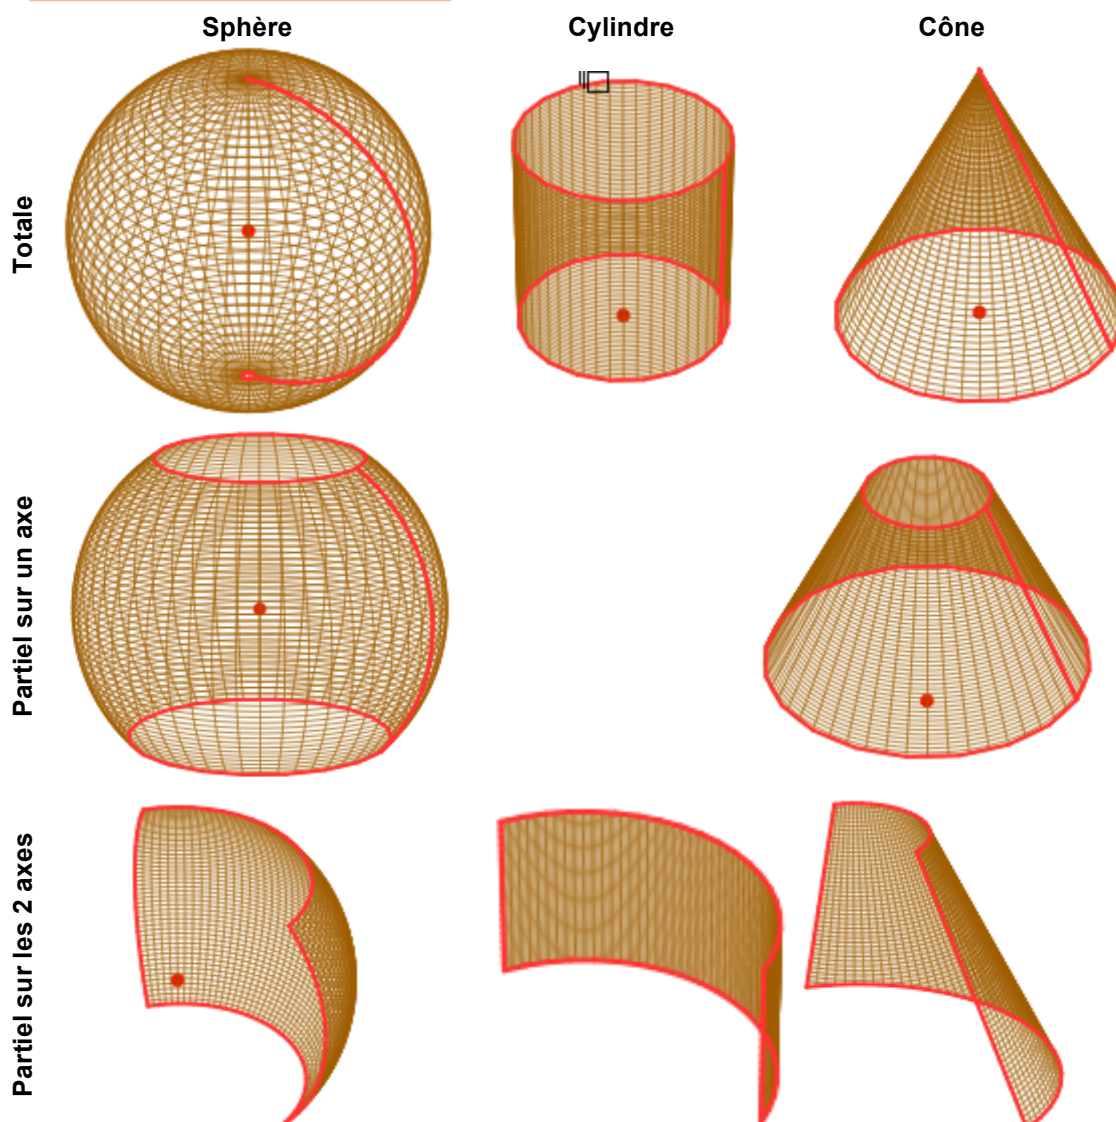 Sphère
Cylindre
Cône
Totale
Partiel sur un axe
Partiel sur les 2 axes